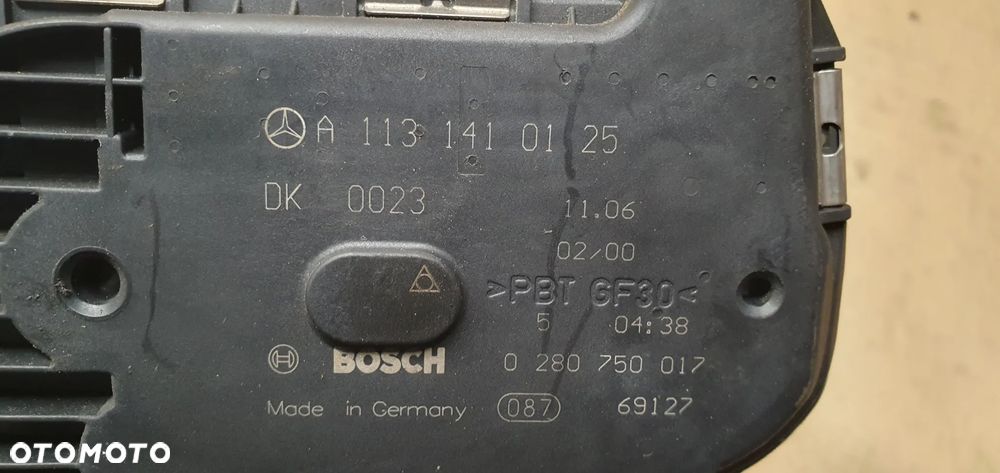 A 113 141 01 25
DK 0023 11.06
02/00
>PBT GF30<
5 04:38
BOSCH 0 280 750 017
Made in Germany 087 69127
OTOMOTO